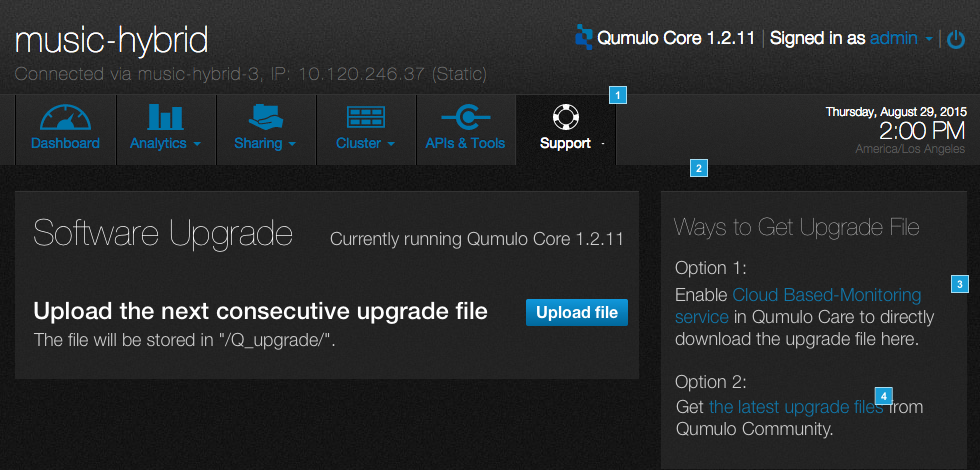 music-hybrid
Qumulo Core 1.2.11 | Signed in as admin
Connected via music-hybrid-3, IP: 10.120.246.37 (Static)
1
Dashboard
Analytics
Sharing
Cluster
APIs & Tools
Support
Thursday, August 29, 2015
2:00 PM
America/Los Angeles
2
Software Upgrade
Currently running Qumulo Core 1.2.11
Upload the next consecutive upgrade file
Upload file
The file will be stored in "/Q_upgrade/".
Ways to Get Upgrade File
Option 1:
3
Enable Cloud Based-Monitoring
service in Qumulo Care to directly
download the upgrade file here.
Option 2:
4
Get the latest upgrade files from
Qumulo Community.